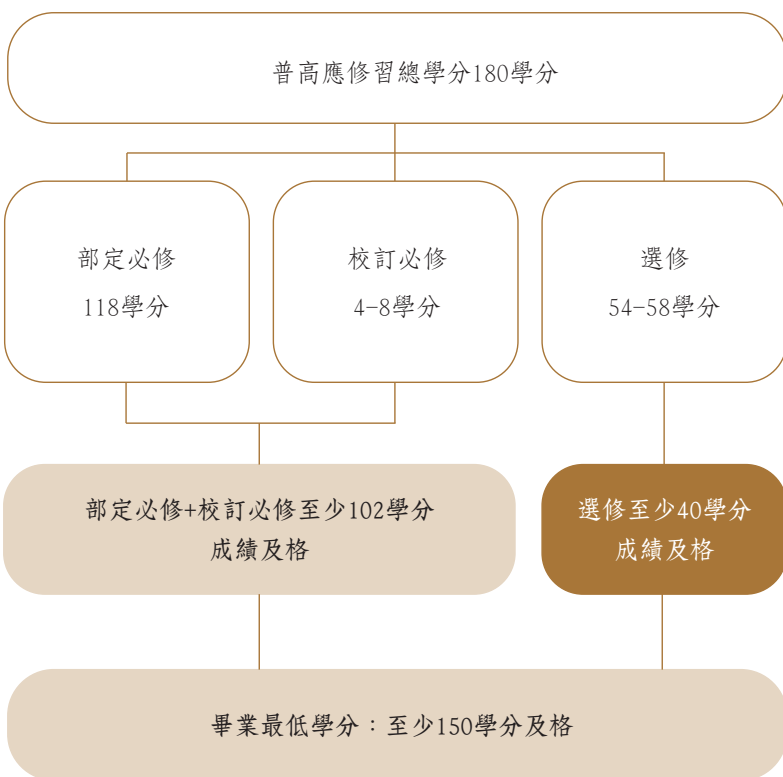 普高應修習總學分180學分
部定必修
118學分
校訂必修
4-8學分
選修
54-58學分
部定必修+校訂必修至少102學分
成績及格
選修至少40學分
成績及格
畢業最低學分：至少150學分及格